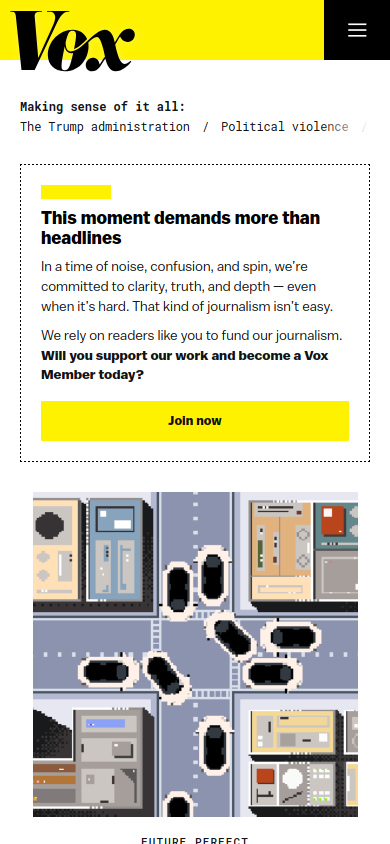 Vox
Making sense of it all:
The Trump administration / Political violence /
This moment demands more than
headlines
In a time of noise, confusion, and spin, we're
committed to clarity, truth, and depth — even
when it's hard. That kind of journalism isn't easy.
We rely on readers like you to fund our journalism.
Will you support our work and become a Vox
Member today?
Join now
FUTURE PERFECT